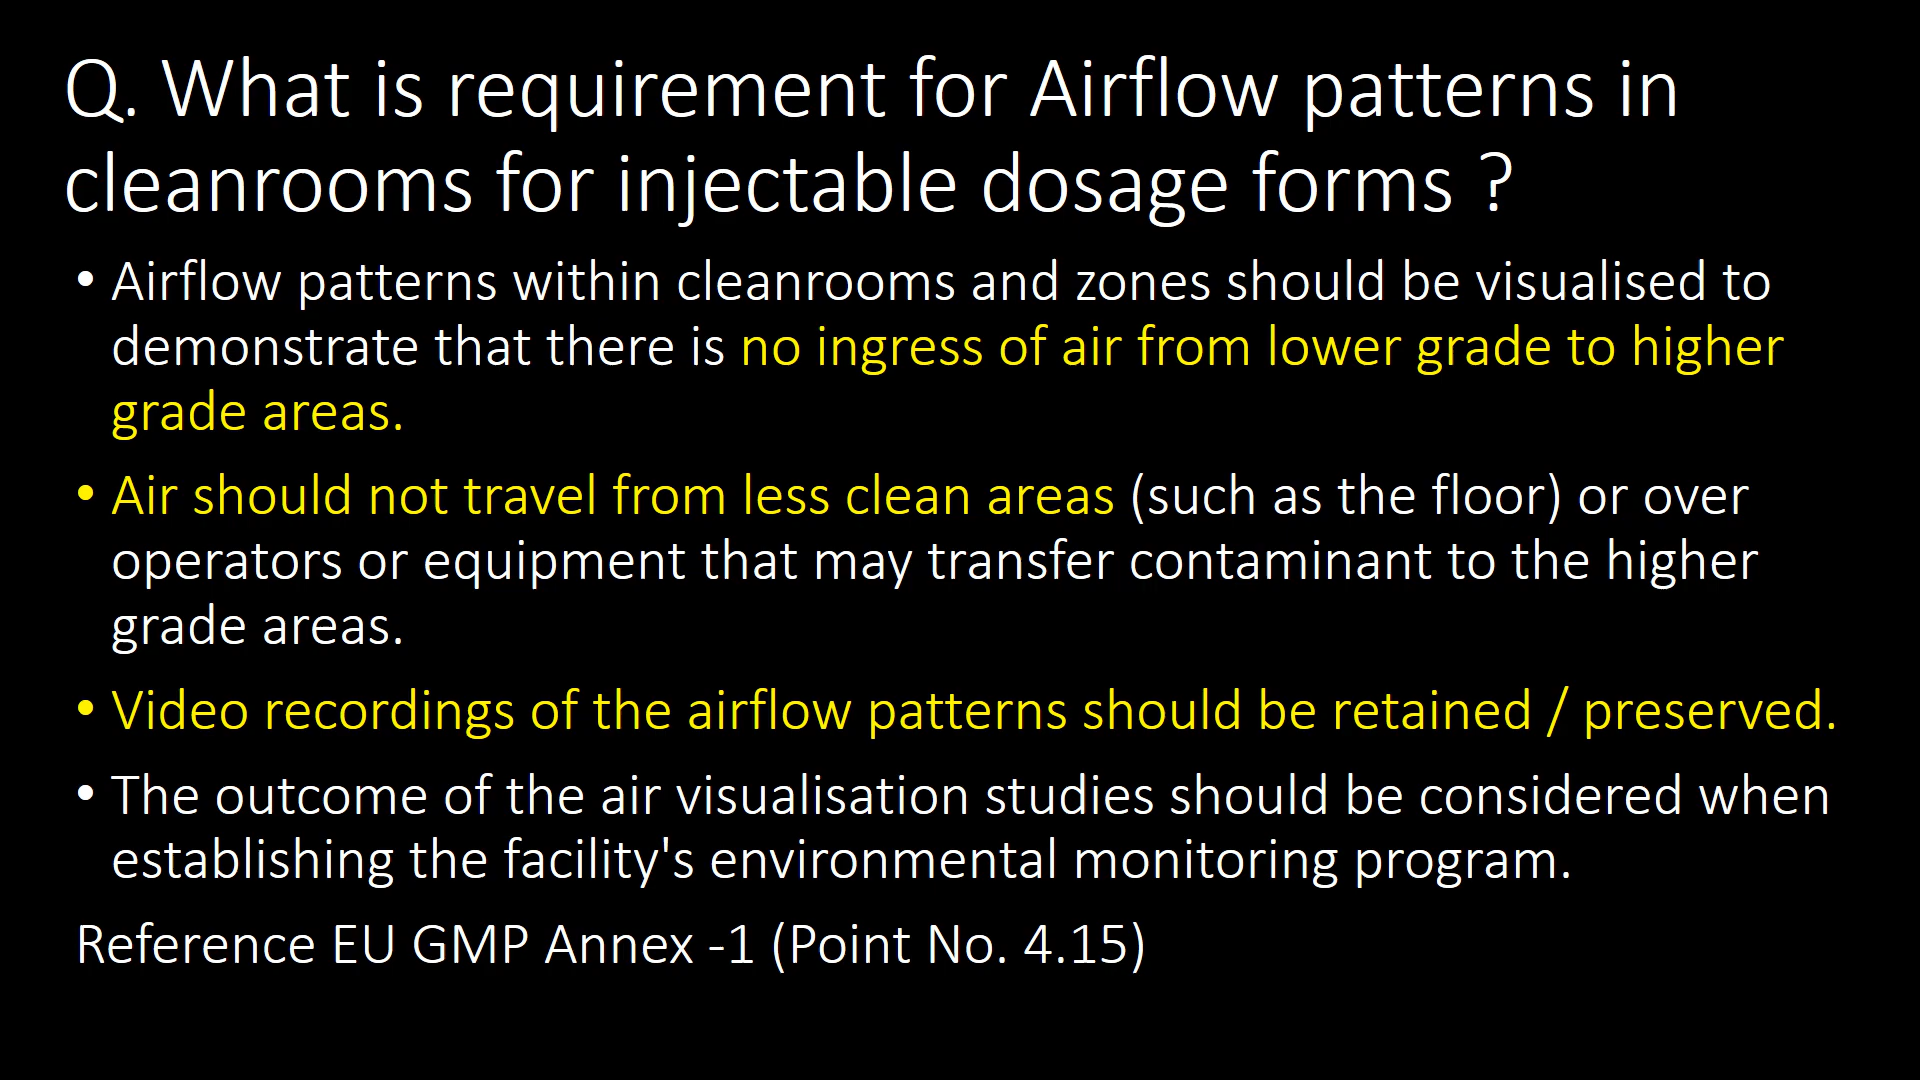 Q. What is requirement for Airflow patterns in
cleanrooms for injectable dosage forms ?
• Airflow patterns within cleanrooms and zones should be visualised to
demonstrate that there is no ingress of air from lower grade to higher
grade areas.
• Air should not travel from less clean areas (such as the floor) or over
operators or equipment that may transfer contaminant to the higher
grade areas.
• Video recordings of the airflow patterns should be retained / preserved.
• The outcome of the air visualisation studies should be considered when
establishing the facility's environmental monitoring program.
Reference EU GMP Annex -1 (Point No. 4.15)